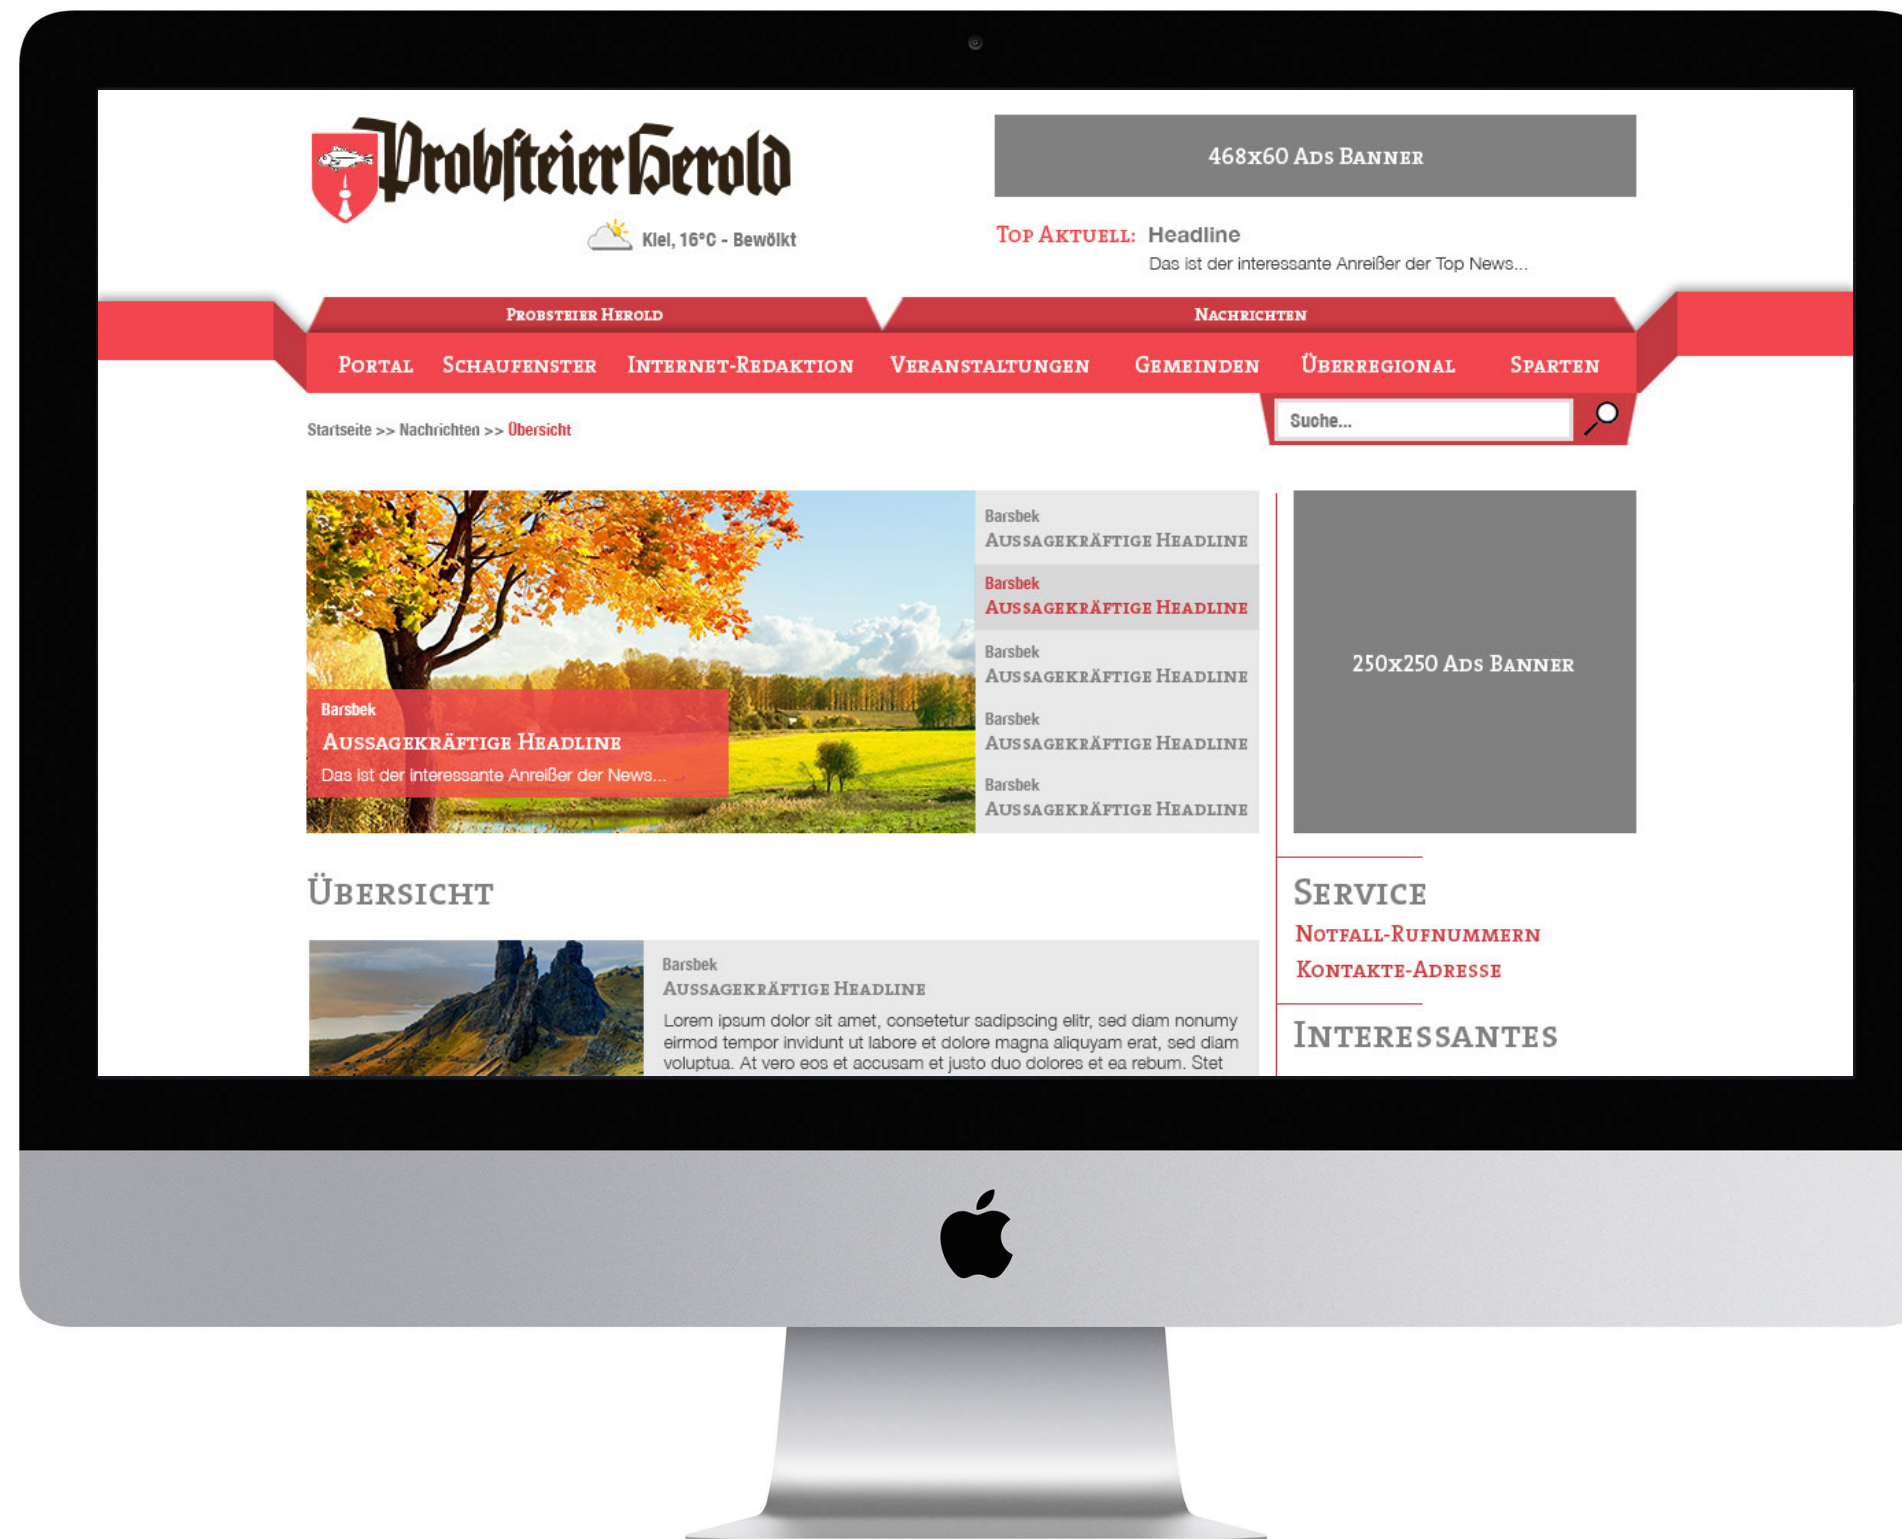 Probſteier Herold
Kiel, 16°C - Bewölkt
468x60 Ads Banner
Top Aktuell: Headline
Das ist der interessante Anreißer der Top News...
Probsteier Herold
Nachrichten
Portal Schaufenster Internet-Redaktion Veranstaltungen Gemeinden Überregional Sparten
Suche...
Startseite >> Nachrichten >> Übersicht
Barsbek
Aussagekräftige Headline
Das ist der interessante Anreißer der News...
Barsbek
Aussagekräftige Headline
Barsbek
Aussagekräftige Headline
Barsbek
Aussagekräftige Headline
Barsbek
Aussagekräftige Headline
Barsbek
Aussagekräftige Headline
250x250 Ads Banner
Übersicht
Barsbek
Aussagekräftige Headline
Lorem ipsum dolor sit amet, consetetur sadipscing elitr, sed diam nonumy
eirmod tempor invidunt ut labore et dolore magna aliquyam erat, sed diam
voluptua. At vero eos et accusam et justo duo dolores et ea rebum. Stet
Service
Notfall-Rufnummern
Kontakte-Adresse
Interessantes